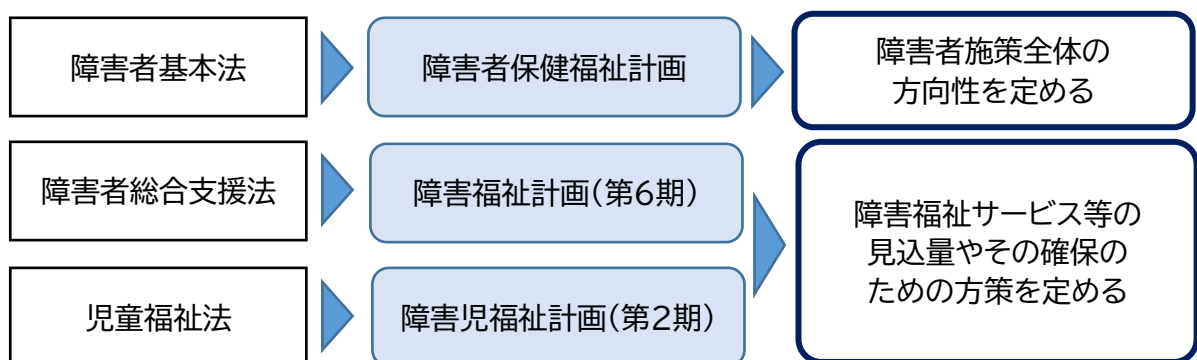 障害者基本法
障害者保健福祉計画
障害者施策全体の
方向性を定める
障害者総合支援法
障害福祉計画(第6期)
障害福祉サービス等の
見込量やその確保の
ための方策を定める
児童福祉法
障害児福祉計画(第2期)